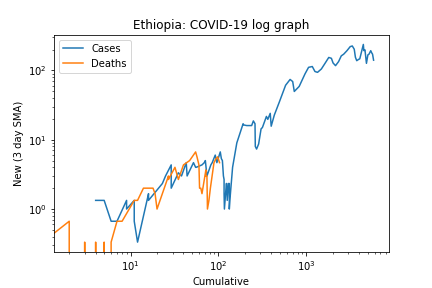 Ethiopia: COVID-19 log graph
Cases
Deaths
New (3 day SMA)
10²
10¹
10⁰
10¹
10²
10³
Cumulative